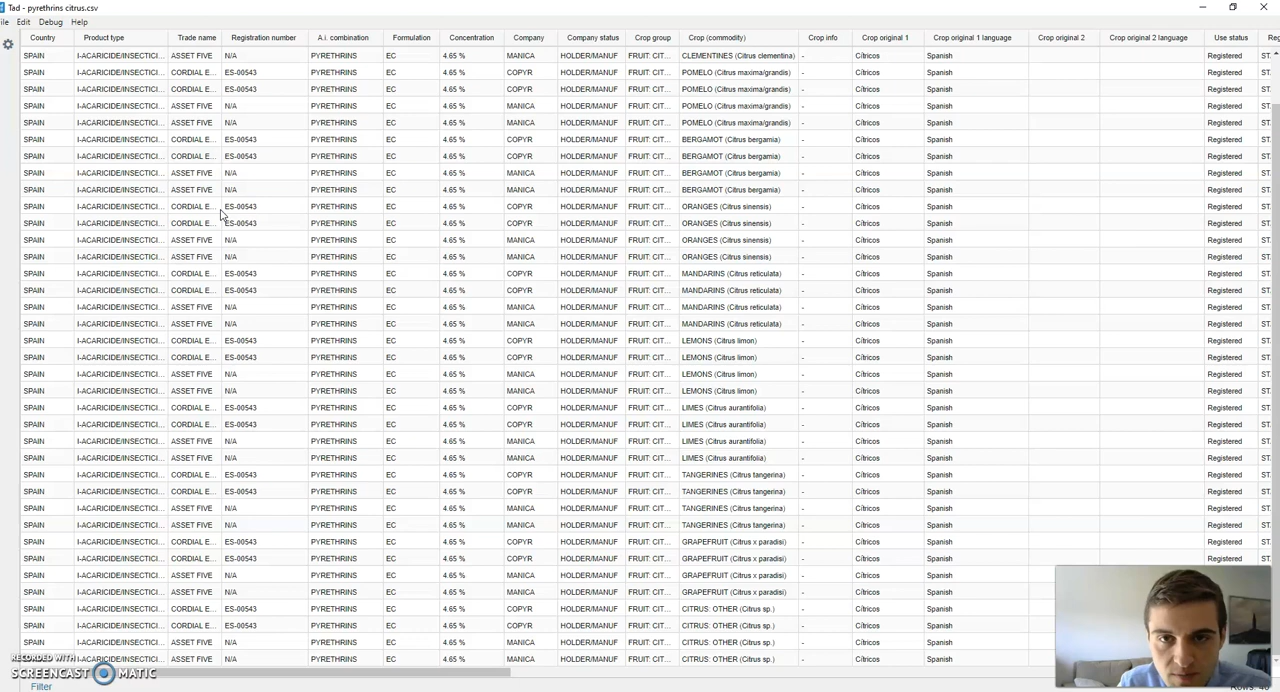 Tad - pyrethrins citrus.csv
Edit Debug Help
Country Product type Trade name Registration number A.i. combination Formulation Concentration Company Company status Crop group Crop (commodity) Crop info Crop original 1 Crop original 1 language Crop original 2 Crop original 2 language Use status
SPAIN I-ACARICIDE/INSECTICI... ASSET FIVE N/A PYRETHRINS EC 4.65 % MANICA HOLDER/MANUF FRUIT: CIT... CLEMENTINES (Citrus clementina) - Cítricos Spanish Registered ST.
SPAIN I-ACARICIDE/INSECTICI... CORDIAL E... ES-00543 PYRETHRINS EC 4.65 % COPYR HOLDER/MANUF FRUIT: CIT... POMELO (Citrus maxima/grandis) - Cítricos Spanish Registered ST.
SPAIN I-ACARICIDE/INSECTICI... CORDIAL E... ES-00543 PYRETHRINS EC 4.65 % COPYR HOLDER/MANUF FRUIT: CIT... POMELO (Citrus maxima/grandis) - Cítricos Spanish Registered ST.
SPAIN I-ACARICIDE/INSECTICI... ASSET FIVE N/A PYRETHRINS EC 4.65 % MANICA HOLDER/MANUF FRUIT: CIT... POMELO (Citrus maxima/grandis) - Cítricos Spanish Registered ST.
SPAIN I-ACARICIDE/INSECTICI... ASSET FIVE N/A PYRETHRINS EC 4.65 % MANICA HOLDER/MANUF FRUIT: CIT... POMELO (Citrus maxima/grandis) - Cítricos Spanish Registered ST.
SPAIN I-ACARICIDE/INSECTICI... CORDIAL E... ES-00543 PYRETHRINS EC 4.65 % COPYR HOLDER/MANUF FRUIT: CIT... BERGAMOT (Citrus bergamia) - Cítricos Spanish Registered ST.
SPAIN I-ACARICIDE/INSECTICI... CORDIAL E... ES-00543 PYRETHRINS EC 4.65 % COPYR HOLDER/MANUF FRUIT: CIT... BERGAMOT (Citrus bergamia) - Cítricos Spanish Registered ST.
SPAIN I-ACARICIDE/INSECTICI... ASSET FIVE N/A PYRETHRINS EC 4.65 % MANICA HOLDER/MANUF FRUIT: CIT... BERGAMOT (Citrus bergamia) - Cítricos Spanish Registered ST.
SPAIN I-ACARICIDE/INSECTICI... ASSET FIVE N/A PYRETHRINS EC 4.65 % MANICA HOLDER/MANUF FRUIT: CIT... BERGAMOT (Citrus bergamia) - Cítricos Spanish Registered ST.
SPAIN I-ACARICIDE/INSECTICI... CORDIAL E... ES-00543 PYRETHRINS EC 4.65 % COPYR HOLDER/MANUF FRUIT: CIT... ORANGES (Citrus sinensis) - Cítricos Spanish Registered ST.
SPAIN I-ACARICIDE/INSECTICI... CORDIAL E... ES-00543 PYRETHRINS EC 4.65 % COPYR HOLDER/MANUF FRUIT: CIT... ORANGES (Citrus sinensis) - Cítricos Spanish Registered ST.
SPAIN I-ACARICIDE/INSECTICI... ASSET FIVE N/A PYRETHRINS EC 4.65 % MANICA HOLDER/MANUF FRUIT: CIT... ORANGES (Citrus sinensis) - Cítricos Spanish Registered ST.
SPAIN I-ACARICIDE/INSECTICI... ASSET FIVE N/A PYRETHRINS EC 4.65 % MANICA HOLDER/MANUF FRUIT: CIT... ORANGES (Citrus sinensis) - Cítricos Spanish Registered ST.
SPAIN I-ACARICIDE/INSECTICI... CORDIAL E... ES-00543 PYRETHRINS EC 4.65 % COPYR HOLDER/MANUF FRUIT: CIT... MANDARINS (Citrus reticulata) - Cítricos Spanish Registered ST.
SPAIN I-ACARICIDE/INSECTICI... CORDIAL E... ES-00543 PYRETHRINS EC 4.65 % COPYR HOLDER/MANUF FRUIT: CIT... MANDARINS (Citrus reticulata) - Cítricos Spanish Registered ST.
SPAIN I-ACARICIDE/INSECTICI... ASSET FIVE N/A PYRETHRINS EC 4.65 % MANICA HOLDER/MANUF FRUIT: CIT... MANDARINS (Citrus reticulata) - Cítricos Spanish Registered ST.
SPAIN I-ACARICIDE/INSECTICI... ASSET FIVE N/A PYRETHRINS EC 4.65 % MANICA HOLDER/MANUF FRUIT: CIT... MANDARINS (Citrus reticulata) - Cítricos Spanish Registered ST.
SPAIN I-ACARICIDE/INSECTICI... CORDIAL E... ES-00543 PYRETHRINS EC 4.65 % COPYR HOLDER/MANUF FRUIT: CIT... LEMONS (Citrus limon) - Cítricos Spanish Registered ST.
SPAIN I-ACARICIDE/INSECTICI... CORDIAL E... ES-00543 PYRETHRINS EC 4.65 % COPYR HOLDER/MANUF FRUIT: CIT... LEMONS (Citrus limon) - Cítricos Spanish Registered ST.
SPAIN I-ACARICIDE/INSECTICI... ASSET FIVE N/A PYRETHRINS EC 4.65 % MANICA HOLDER/MANUF FRUIT: CIT... LEMONS (Citrus limon) - Cítricos Spanish Registered ST.
SPAIN I-ACARICIDE/INSECTICI... ASSET FIVE N/A PYRETHRINS EC 4.65 % MANICA HOLDER/MANUF FRUIT: CIT... LEMONS (Citrus limon) - Cítricos Spanish Registered ST.
SPAIN I-ACARICIDE/INSECTICI... CORDIAL E... ES-00543 PYRETHRINS EC 4.65 % COPYR HOLDER/MANUF FRUIT: CIT... LIMES (Citrus aurantifolia) - Cítricos Spanish Registered ST.
SPAIN I-ACARICIDE/INSECTICI... CORDIAL E... ES-00543 PYRETHRINS EC 4.65 % COPYR HOLDER/MANUF FRUIT: CIT... LIMES (Citrus aurantifolia) - Cítricos Spanish Registered ST.
SPAIN I-ACARICIDE/INSECTICI... ASSET FIVE N/A PYRETHRINS EC 4.65 % MANICA HOLDER/MANUF FRUIT: CIT... LIMES (Citrus aurantifolia) - Cítricos Spanish Registered ST.
SPAIN I-ACARICIDE/INSECTICI... ASSET FIVE N/A PYRETHRINS EC 4.65 % MANICA HOLDER/MANUF FRUIT: CIT... LIMES (Citrus aurantifolia) - Cítricos Spanish Registered ST.
SPAIN I-ACARICIDE/INSECTICI... CORDIAL E... ES-00543 PYRETHRINS EC 4.65 % COPYR HOLDER/MANUF FRUIT: CIT... TANGERINES (Citrus tangerina) - Cítricos Spanish Registered ST.
SPAIN I-ACARICIDE/INSECTICI... CORDIAL E... ES-00543 PYRETHRINS EC 4.65 % COPYR HOLDER/MANUF FRUIT: CIT... TANGERINES (Citrus tangerina) - Cítricos Spanish Registered ST.
SPAIN I-ACARICIDE/INSECTICI... ASSET FIVE N/A PYRETHRINS EC 4.65 % MANICA HOLDER/MANUF FRUIT: CIT... TANGERINES (Citrus tangerina) - Cítricos Spanish Registered ST.
SPAIN I-ACARICIDE/INSECTICI... ASSET FIVE N/A PYRETHRINS EC 4.65 % MANICA HOLDER/MANUF FRUIT: CIT... TANGERINES (Citrus tangerina) - Cítricos Spanish Registered ST.
SPAIN I-ACARICIDE/INSECTICI... CORDIAL E... ES-00543 PYRETHRINS EC 4.65 % COPYR HOLDER/MANUF FRUIT: CIT... GRAPEFRUIT (Citrus x paradisi) - Cítricos Spanish Registered ST.
SPAIN I-ACARICIDE/INSECTICI... CORDIAL E... ES-00543 PYRETHRINS EC 4.65 % COPYR HOLDER/MANUF FRUIT: CIT... GRAPEFRUIT (Citrus x paradisi) - Cítricos Spanish Registered ST.
SPAIN I-ACARICIDE/INSECTICI... ASSET FIVE N/A PYRETHRINS EC 4.65 % MANICA HOLDER/MANUF FRUIT: CIT... GRAPEFRUIT (Citrus x paradisi) - Cítricos Spanish
SPAIN I-ACARICIDE/INSECTICI... ASSET FIVE N/A PYRETHRINS EC 4.65 % MANICA HOLDER/MANUF FRUIT: CIT... GRAPEFRUIT (Citrus x paradisi) - Cítricos Spanish
SPAIN I-ACARICIDE/INSECTICI... CORDIAL E... ES-00543 PYRETHRINS EC 4.65 % COPYR HOLDER/MANUF FRUIT: CIT... CITRUS: OTHER (Citrus sp.) - Cítricos Spanish
SPAIN I-ACARICIDE/INSECTICI... CORDIAL E... ES-00543 PYRETHRINS EC 4.65 % COPYR HOLDER/MANUF FRUIT: CIT... CITRUS: OTHER (Citrus sp.) - Cítricos Spanish
SPAIN I-ACARICIDE/INSECTICI... ASSET FIVE N/A PYRETHRINS EC 4.65 % MANICA HOLDER/MANUF FRUIT: CIT... CITRUS: OTHER (Citrus sp.) - Cítricos Spanish
SPAIN I-ACARICIDE/INSECTICI... ASSET FIVE N/A PYRETHRINS EC 4.65 % MANICA HOLDER/MANUF FRUIT: CIT... CITRUS: OTHER (Citrus sp.) - Cítricos Spanish
RECORDED WITH
SCREENCAST MATIC
Filter